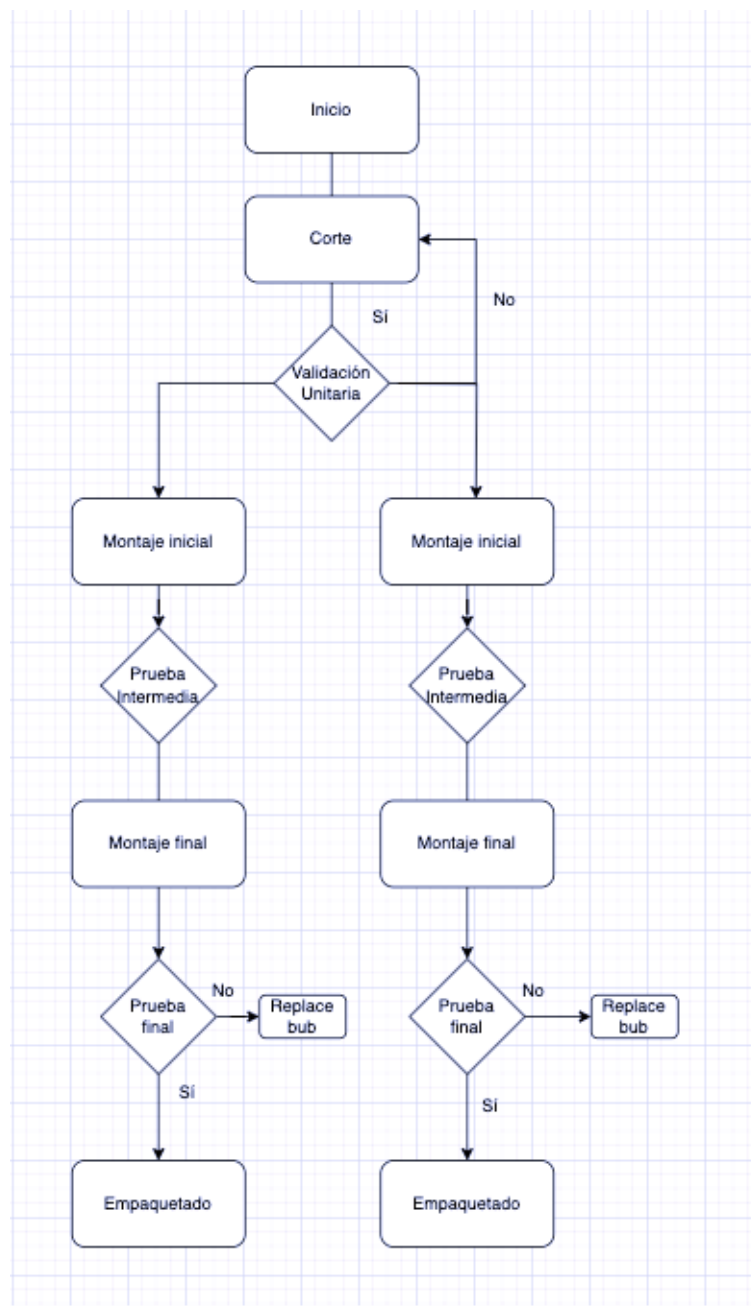 Inicio
Corte
No
Sí
Validación
Unitaria
Montaje inicial
Montaje inicial
Prueba
Intermedia
Prueba
Intermedia
Montaje final
Montaje final
Prueba
final
No
Replace
bub
Prueba
final
No
Replace
bub
Sí
Sí
Empaquetado
Empaquetado